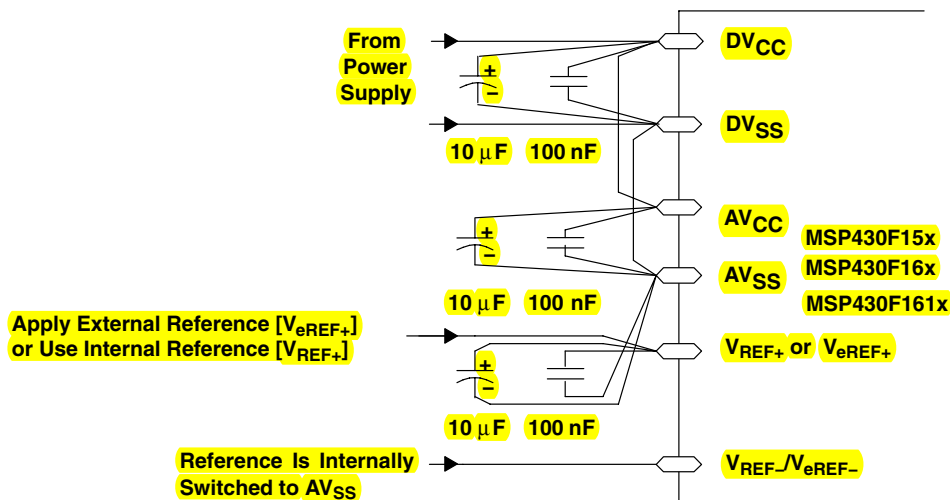 From
Power
Supply
+
−
10 μF 100 nF
DVCC
DVSS
+
−
10 μF 100 nF
AVCC
AVSS
MSP430F15x
MSP430F16x
MSP430F161x
Apply External Reference [VeREF+]
or Use Internal Reference [VREF+]
+
−
10 μF 100 nF
VREF+ or VeREF+
Reference Is Internally
Switched to AVSS
VREF−/VeREF−